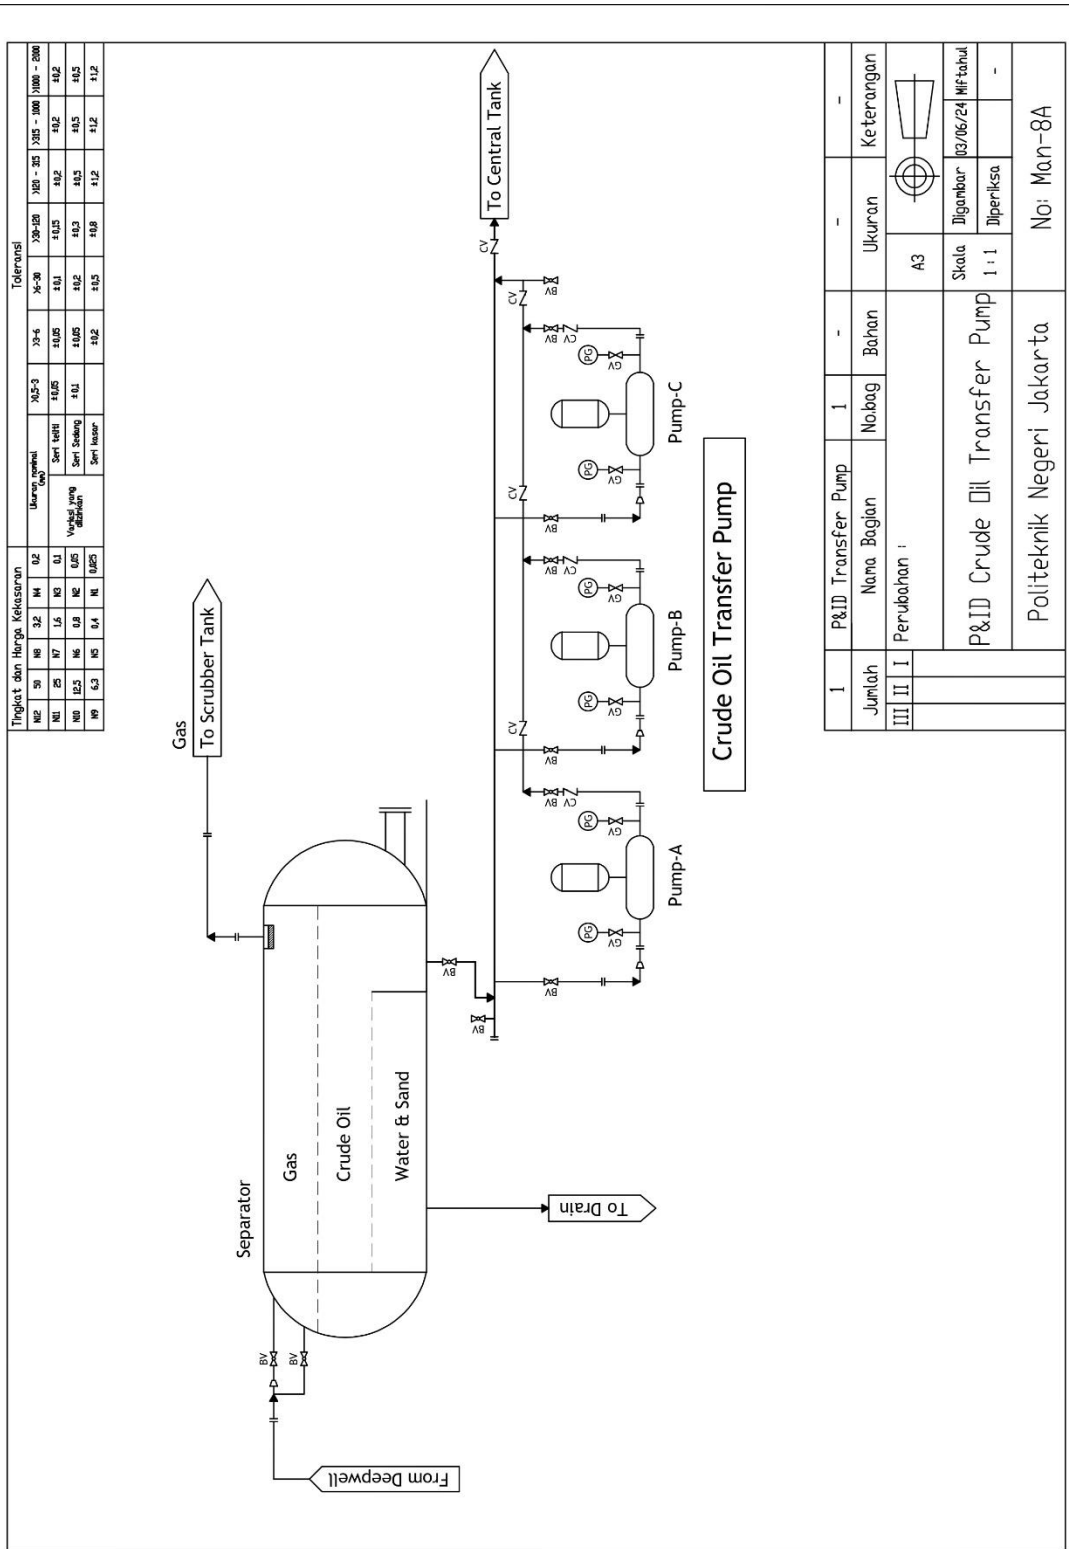 Tingkat dan Harga Kekasaran
N12 50 N8 3,2 N4 0,2
N11 25 N7 1,6 N3 0,1
N10 12,5 N6 0,8 N2 0,05
N9 6,3 N5 0,4 N1 0,025
Toleransi
Ukuran nominal (mm) >0,5-3 >3-6 >6-30 >30-120 >120 - 315 >315 - 1000 >1000 - 2000
Variasi yang diizinkan
Seri teliti ±0,05 ±0,05 ±0,1 ±0,15 ±0,2 ±0,2 ±0,2
Seri Sedang ±0,1 ±0,05 ±0,2 ±0,3 ±0,5 ±0,5 ±0,5
Seri kasar ±0,2 ±0,5 ±0,8 ±1,2 ±1,2 ±1,2
Gas
To Scrubber Tank
Separator
Gas
Crude Oil
Water & Sand
BV
BV
From Deepwell
To Drain
BV
BV
To Central Tank
CV
CV
CV
CV
BV
BV
BV
BV
BV
CV
BV
CV
BV
CV
PG
GV
PG
GV
Pump-A
PG
GV
PG
GV
Pump-B
PG
GV
PG
GV
Pump-C
Crude Oil Transfer Pump
1 P&ID Transfer Pump 1 - - -
Jumlah Nama Bagian No.bag Bahan Ukuran Keterangan
III II I Perubahan :
A3
P&ID Crude Oil Transfer Pump
Skala
1 : 1
Digambar 03/06/24 Miftahul
Diperiksa -
Politeknik Negeri Jakarta
No: Man-8A